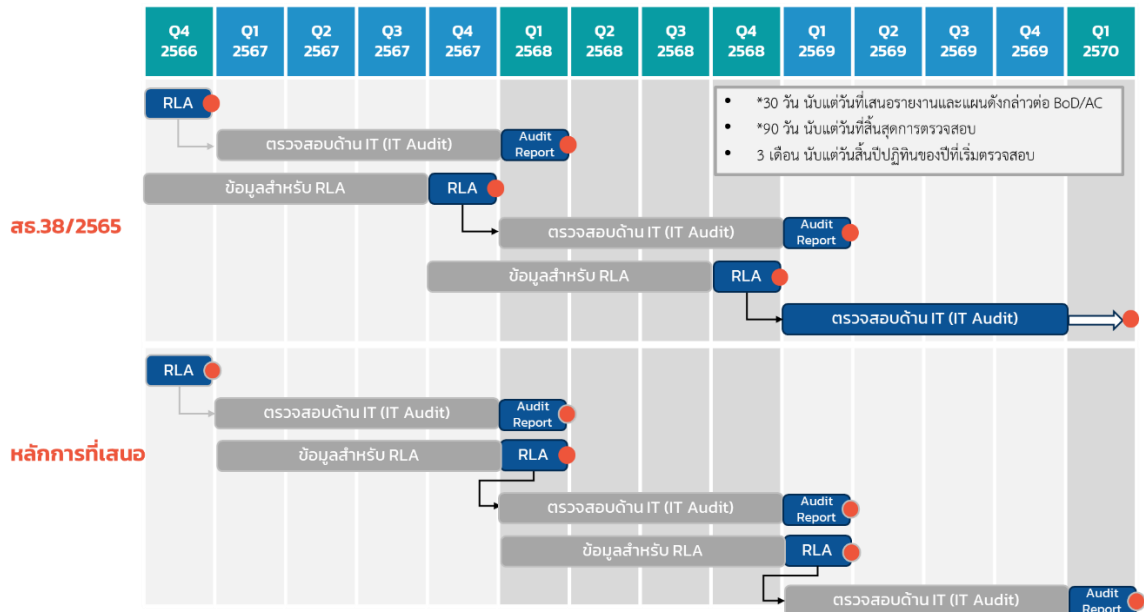 Q4 2566
Q1 2567
Q2 2567
Q3 2567
Q4 2567
Q1 2568
Q2 2568
Q3 2568
Q4 2568
Q1 2569
Q2 2569
Q3 2569
Q4 2569
Q1 2570
• *30 วัน นับแต่วันที่เสนอรายงานและแผนดังกล่าวต่อ BoD/AC
• *90 วัน นับแต่วันที่สิ้นสุดการตรวจสอบ
• 3 เดือน นับแต่วันสิ้นปีปฏิทินของปีที่เริ่มตรวจสอบ
สธ.38/2565
RLA
ตรวจสอบด้าน IT (IT Audit)
Audit
Report
ข้อมูลสำหรับ RLA
RLA
ตรวจสอบด้าน IT (IT Audit)
Audit
Report
ข้อมูลสำหรับ RLA
RLA
ตรวจสอบด้าน IT (IT Audit)
หลักการที่เสนอ
RLA
ตรวจสอบด้าน IT (IT Audit)
Audit
Report
ข้อมูลสำหรับ RLA
RLA
ตรวจสอบด้าน IT (IT Audit)
Audit
Report
ข้อมูลสำหรับ RLA
RLA
ตรวจสอบด้าน IT (IT Audit)
Audit
Report